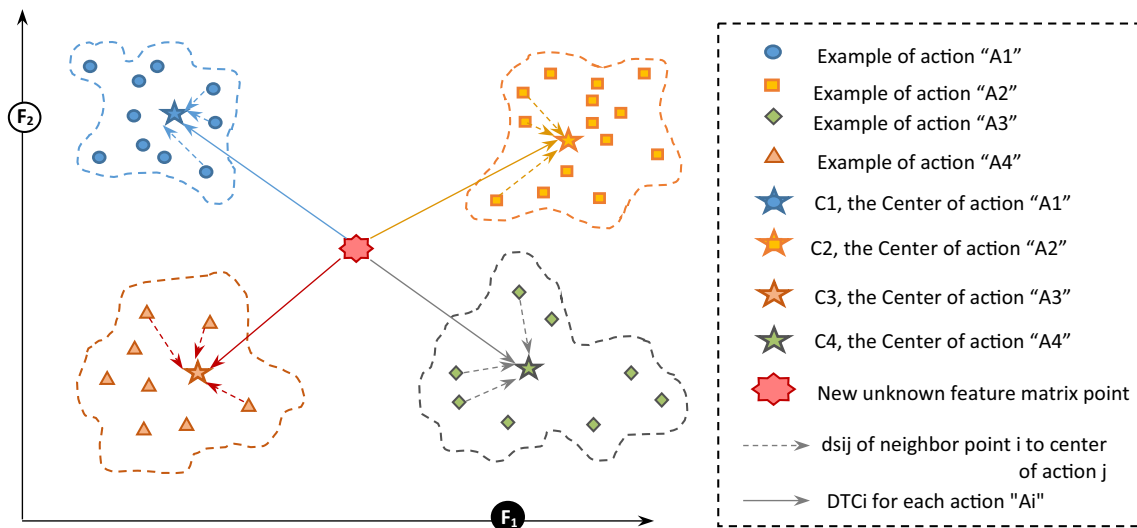 F₂
F₁
Example of action “A1”
Example of action “A2”
Example of action “A3”
Example of action “A4”
C1, the Center of action “A1”
C2, the Center of action “A2”
C3, the Center of action “A3”
C4, the Center of action “A4”
New unknown feature matrix point
dsij of neighbor point i to center
of action j
DTCi for each action "Ai"